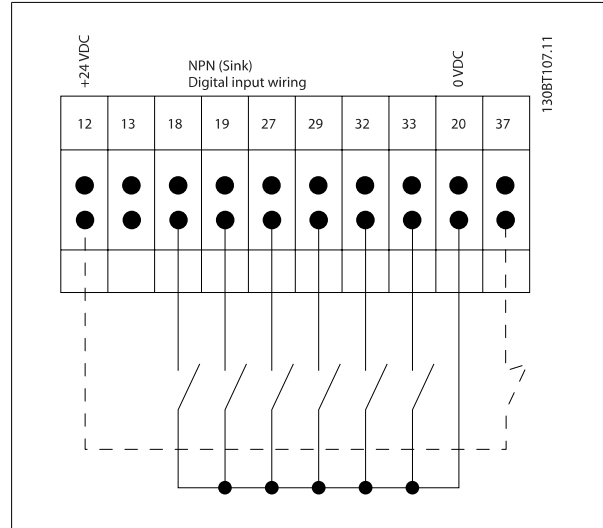 +24 VDC
NPN (Sink)
Digital input wiring
0 VDC
130BT107.11
12 13 18 19 27 29 32 33 20 37